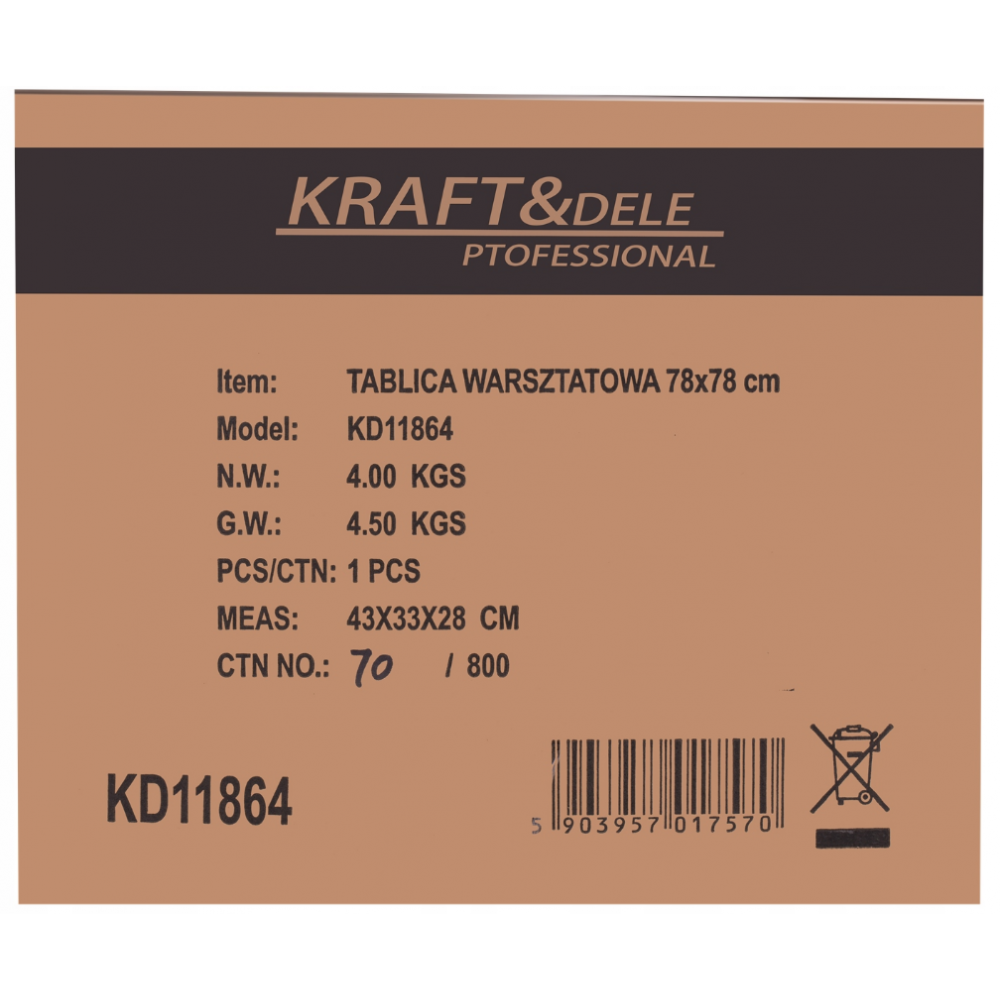 KRAFT&DELE
PTOFESSIONAL
Item: TABLICA WARSZTATOWA 78x78 cm
Model: KD11864
N.W.: 4.00 KGS
G.W.: 4.50 KGS
PCS/CTN: 1 PCS
MEAS: 43X33X28 CM
CTN NO.: 70 / 800
KD11864
5 903957 017570